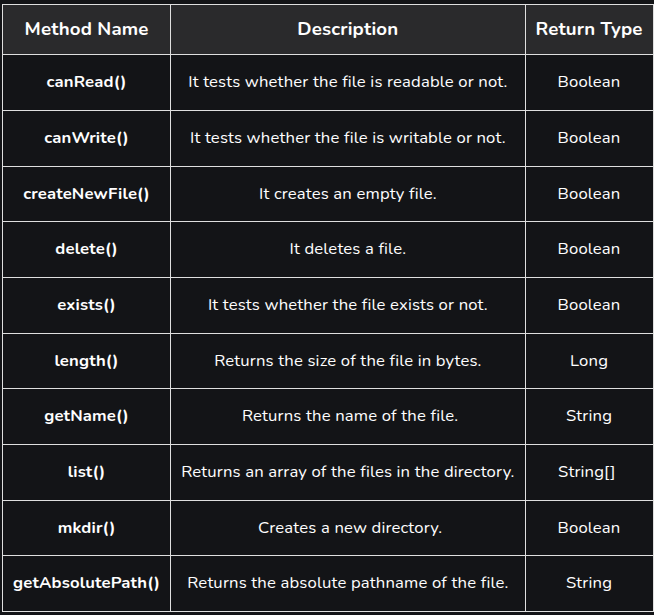 Method Name Description Return Type
canRead() It tests whether the file is readable or not. Boolean
canWrite() It tests whether the file is writable or not. Boolean
createNewFile() It creates an empty file. Boolean
delete() It deletes a file. Boolean
exists() It tests whether the file exists or not. Boolean
length() Returns the size of the file in bytes. Long
getName() Returns the name of the file. String
list() Returns an array of the files in the directory. String[]
mkdir() Creates a new directory. Boolean
getAbsolutePath() Returns the absolute pathname of the file. String